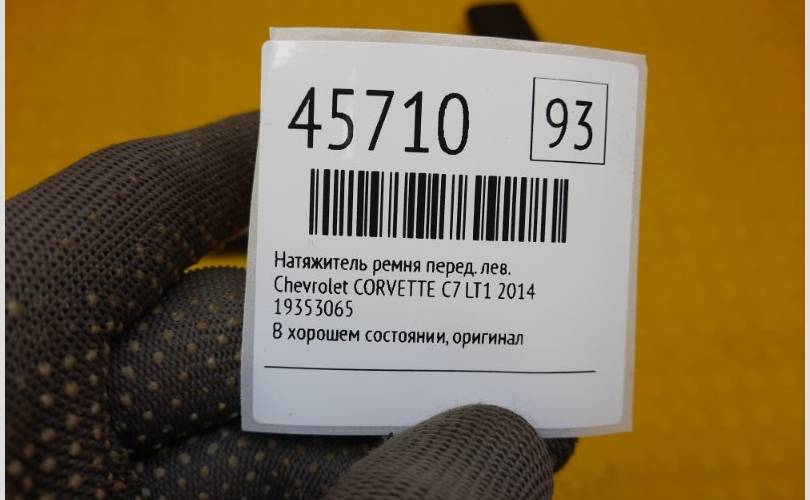 45710
93
Натяжитель ремня перед. лев.
Chevrolet CORVETTE C7 LT1 2014
19353065
В хорошем состоянии, оригинал